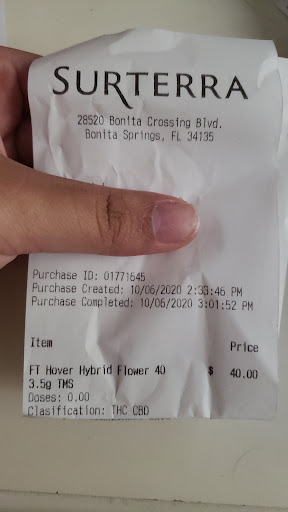 SURTERRA
28520 Bonita Crossing Blvd.
Bonita Springs, FL 34135
Purchase ID: 01771645
Purchase Created: 10/06/2020 2:33:46 PM
Purchase Completed: 10/06/2020 3:01:52 PM
Item Price
FT Hover Hybrid Flower 40 $ 40.00
3.5g TMS
Doses: 0.00
Clasification: THC CBD